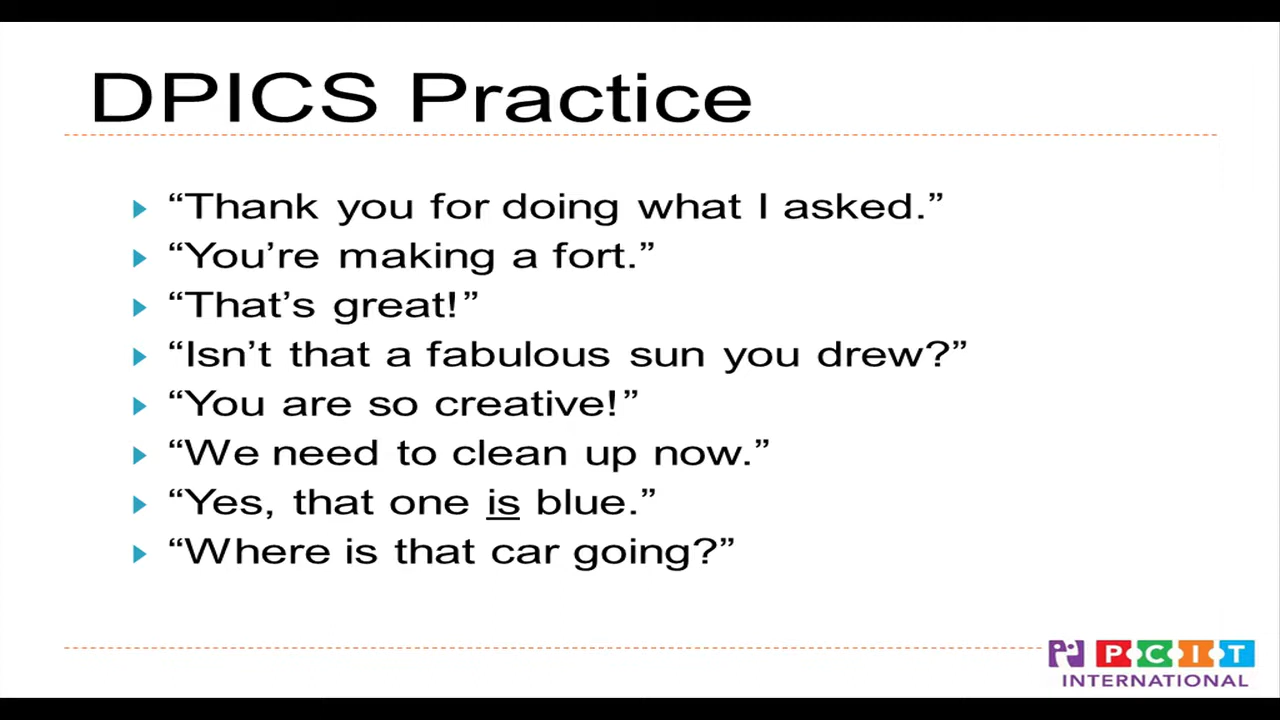 DPICS Practice
“Thank you for doing what I asked.”
“You’re making a fort.”
“That’s great!”
“Isn’t that a fabulous sun you drew?”
“You are so creative!”
“We need to clean up now.”
“Yes, that one is blue.”
“Where is that car going?”
PCIT
INTERNATIONAL